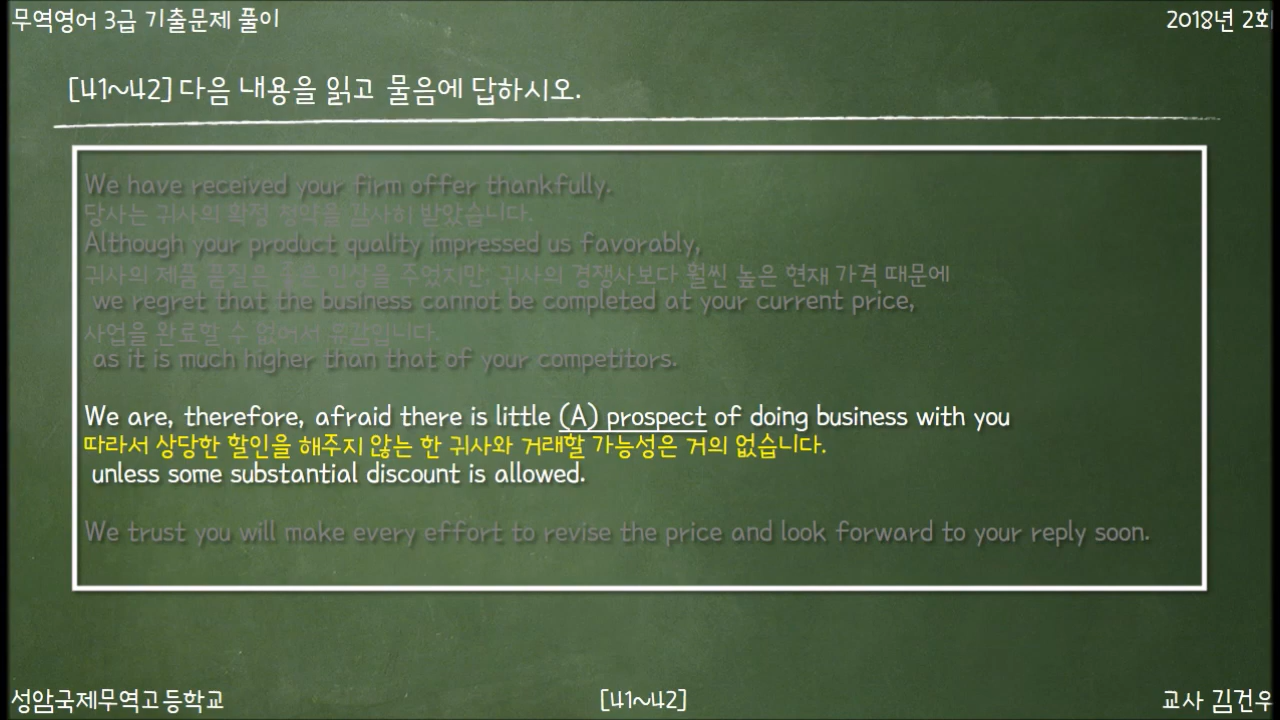 무역영어 3급 기출문제 풀이
2018년 2회
[41~42] 다음 내용을 읽고 물음에 답하시오.
We have received your firm offer thankfully.
당사는 귀사의 확정 청약을 감사히 받았습니다.
Although your product quality impressed us favorably,
귀사의 제품 품질은 좋은 인상을 주었지만, 귀사의 경쟁사보다 훨씬 높은 현재 가격 때문에
we regret that the business cannot be completed at your current price,
사업을 완료할 수 없어서 유감입니다.
as it is much higher than that of your competitors.
We are, therefore, afraid there is little (A) prospect of doing business with you
따라서 상당한 할인을 해주지 않는 한 귀사와 거래할 가능성은 거의 없습니다.
unless some substantial discount is allowed.
We trust you will make every effort to revise the price and look forward to your reply soon.
성암국제무역고등학교
[41~42]
교사 김건우